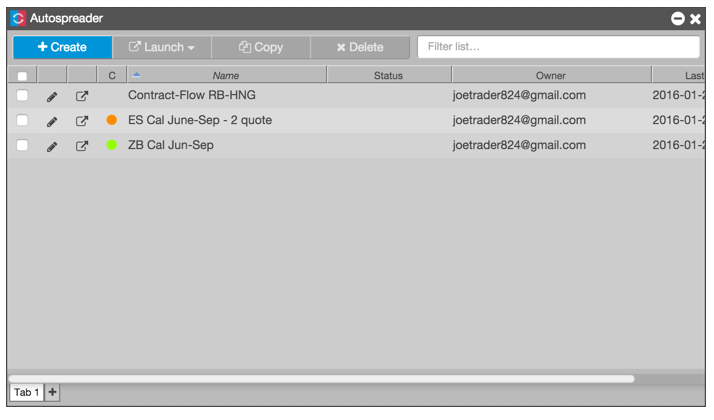 Autospreader
Create Launch Copy Delete Filter list...
C Name Status Owner Last
Contract-Flow RB-HNG joetrader824@gmail.com 2016-01-2
ES Cal June-Sep - 2 quote joetrader824@gmail.com 2016-01-2
ZB Cal Jun-Sep joetrader824@gmail.com 2016-01-2
Tab 1